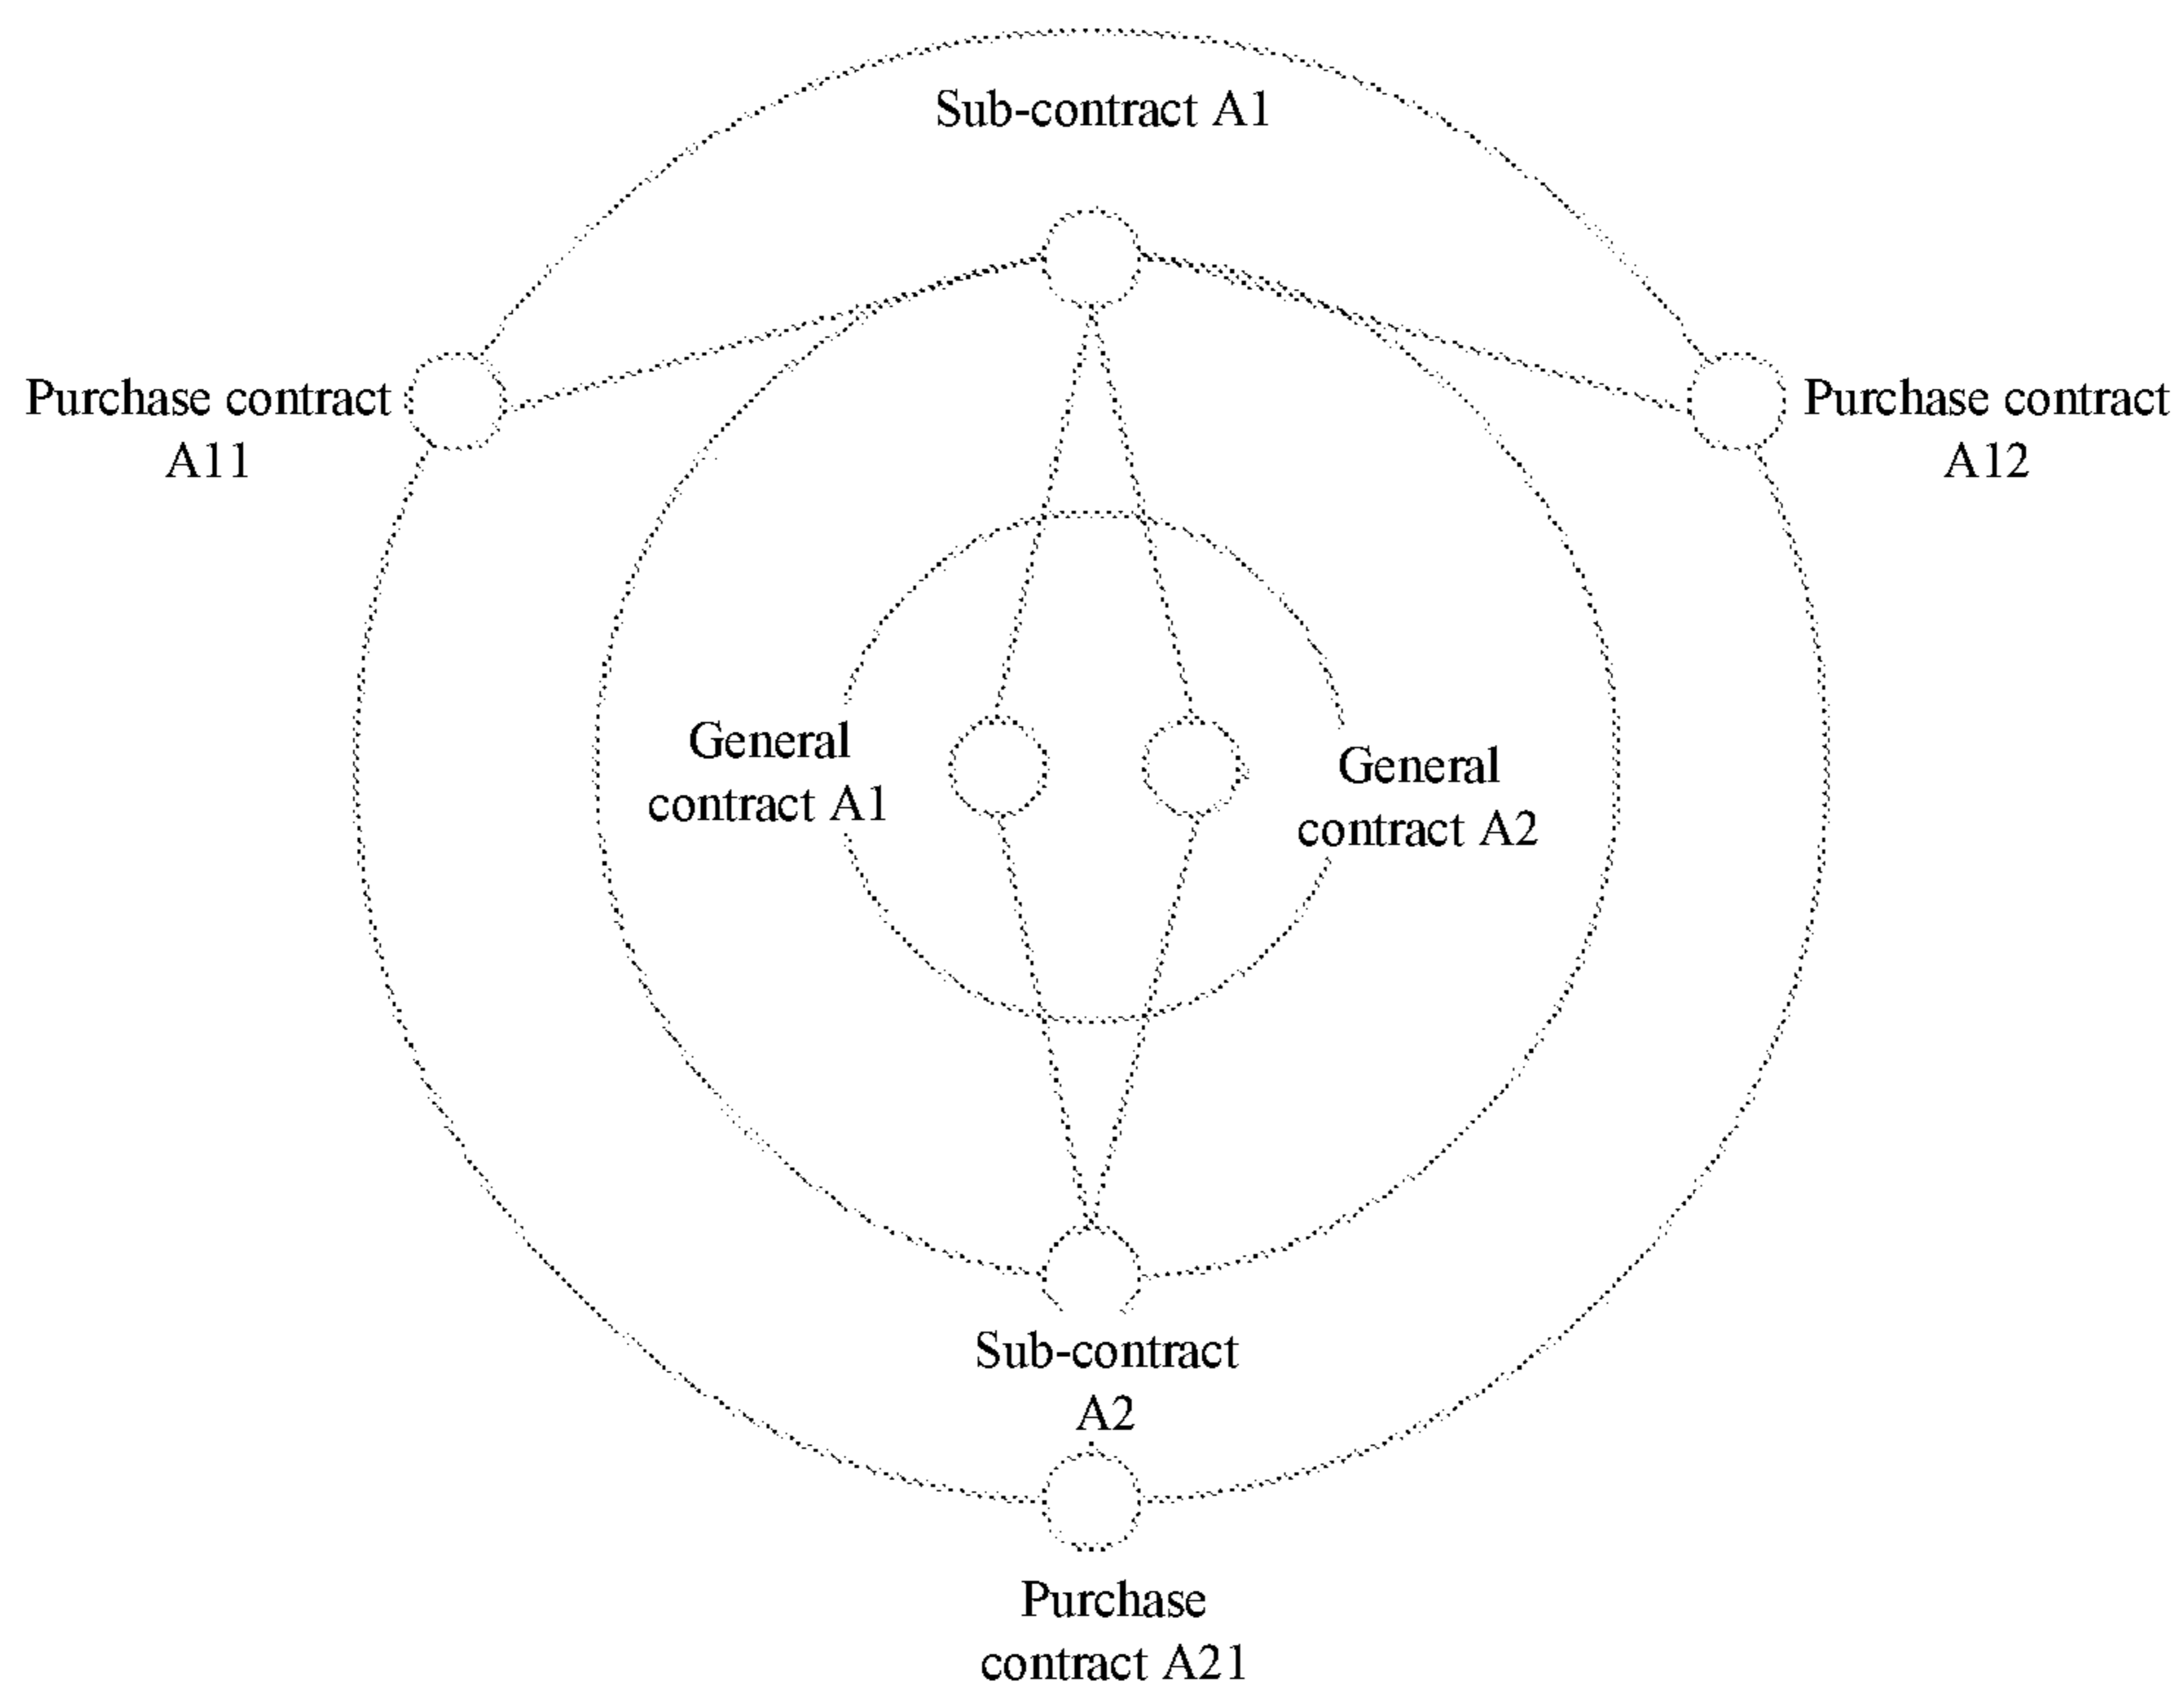 Sub-contract A1
Purchase contract
A11
Purchase contract
A12
General
contract A1
General
contract A2
Sub-contract
A2
Purchase
contract A21